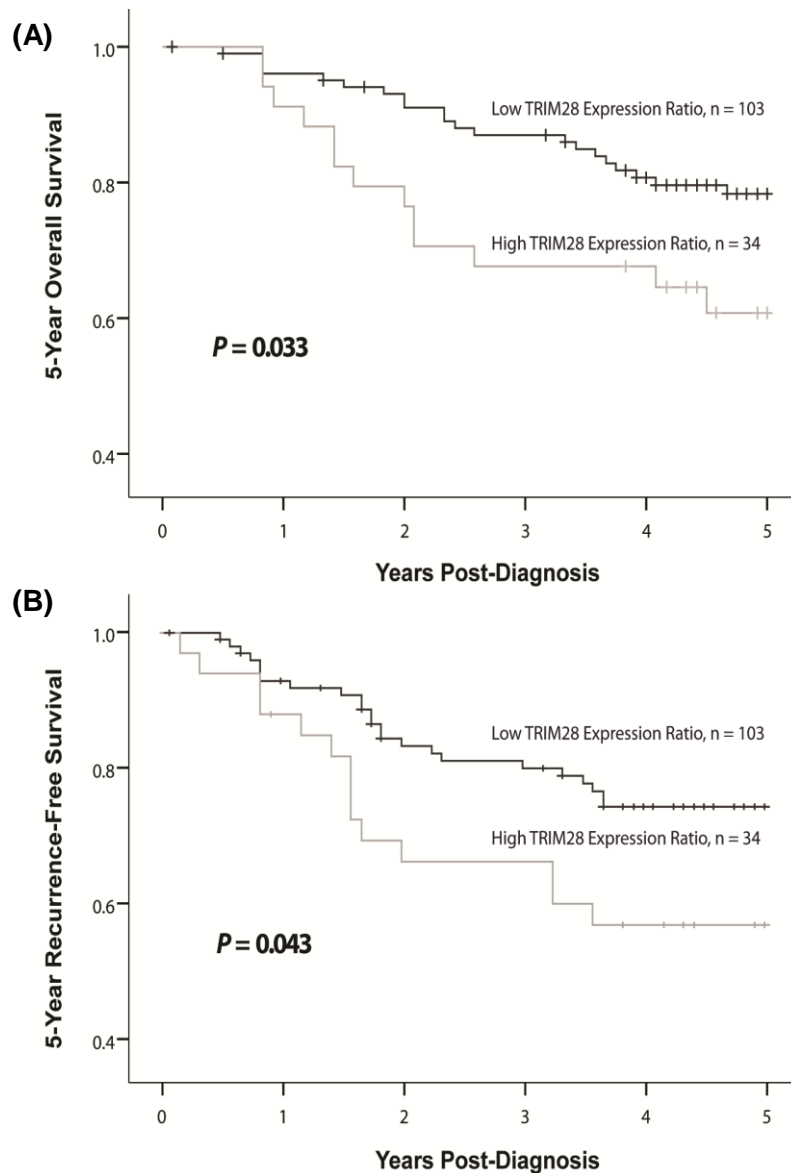 (A)
5-Year Overall Survival
1.0
0.8
0.6
0.4
Low TRIM28 Expression Ratio, n = 103
High TRIM28 Expression Ratio, n = 34
P = 0.033
0 1 2 3 4 5
Years Post-Diagnosis
(B)
5-Year Recurrence-Free Survival
1.0
0.8
0.6
0.4
Low TRIM28 Expression Ratio, n = 103
High TRIM28 Expression Ratio, n = 34
P = 0.043
0 1 2 3 4 5
Years Post-Diagnosis